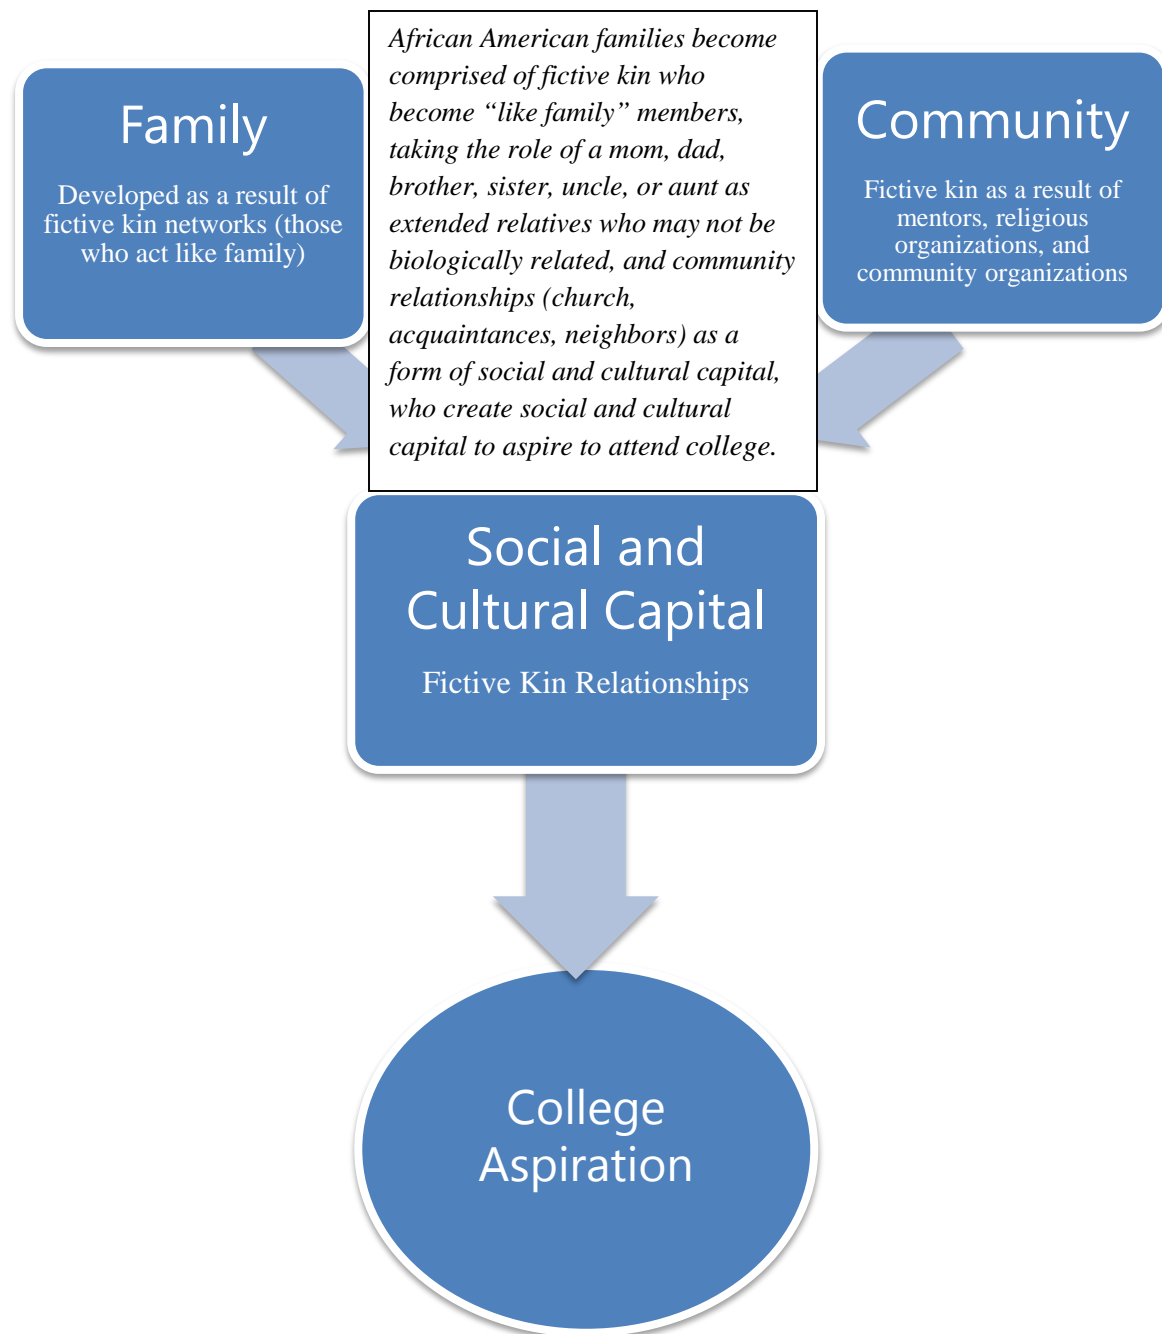 Family
Developed as a result of
fictive kin networks (those
who act like family)
African American families become
comprised of fictive kin who
become “like family” members,
taking the role of a mom, dad,
brother, sister, uncle, or aunt as
extended relatives who may not be
biologically related, and community
relationships (church,
acquaintances, neighbors) as a
form of social and cultural capital,
who create social and cultural
capital to aspire to attend college.
Community
Fictive kin as a result of
mentors, religious
organizations, and
community organizations
Social and
Cultural Capital
Fictive Kin Relationships
College
Aspiration